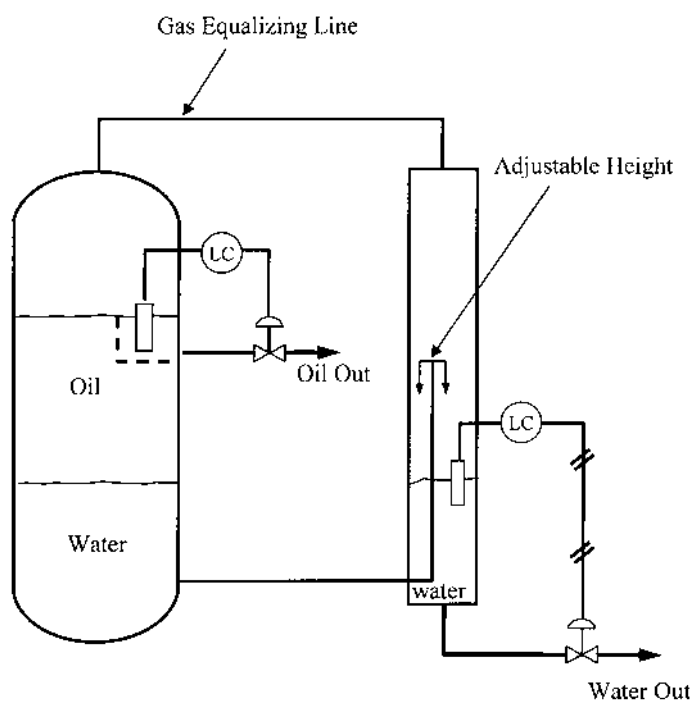 Gas Equalizing Line
Adjustable Height
LC
Oil Out
Oil
LC
Water
water
Water Out